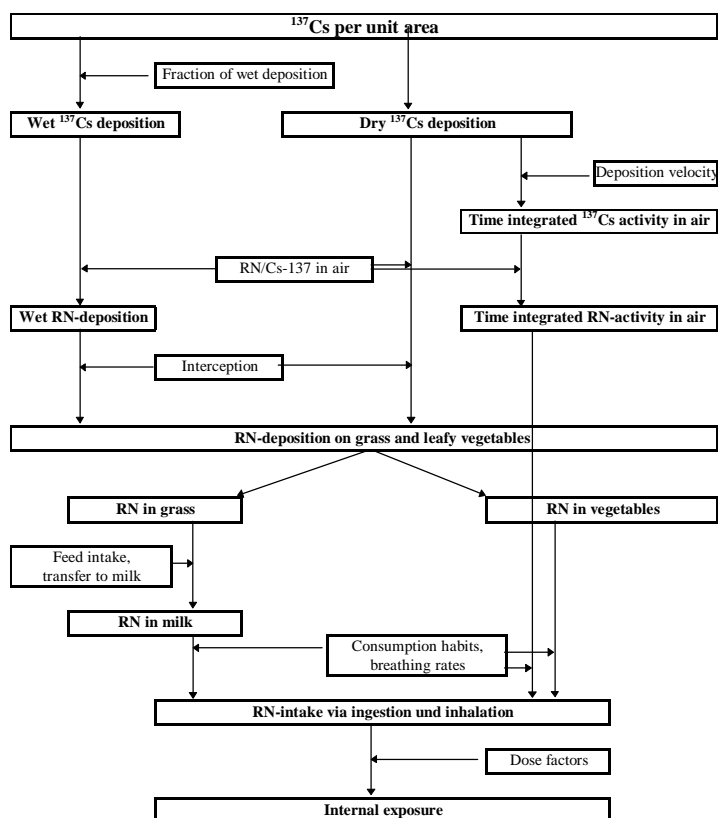 ¹³⁷Cs per unit area
Fraction of wet deposition
Wet ¹³⁷Cs deposition
Dry ¹³⁷Cs deposition
Deposition velocity
Time integrated ¹³⁷Cs activity in air
RN/Cs-137 in air
Wet RN-deposition
Time integrated RN-activity in air
Interception
RN-deposition on grass and leafy vegetables
RN in grass
RN in vegetables
Feed intake,
transfer to milk
RN in milk
Consumption habits,
breathing rates
RN-intake via ingestion und inhalation
Dose factors
Internal exposure